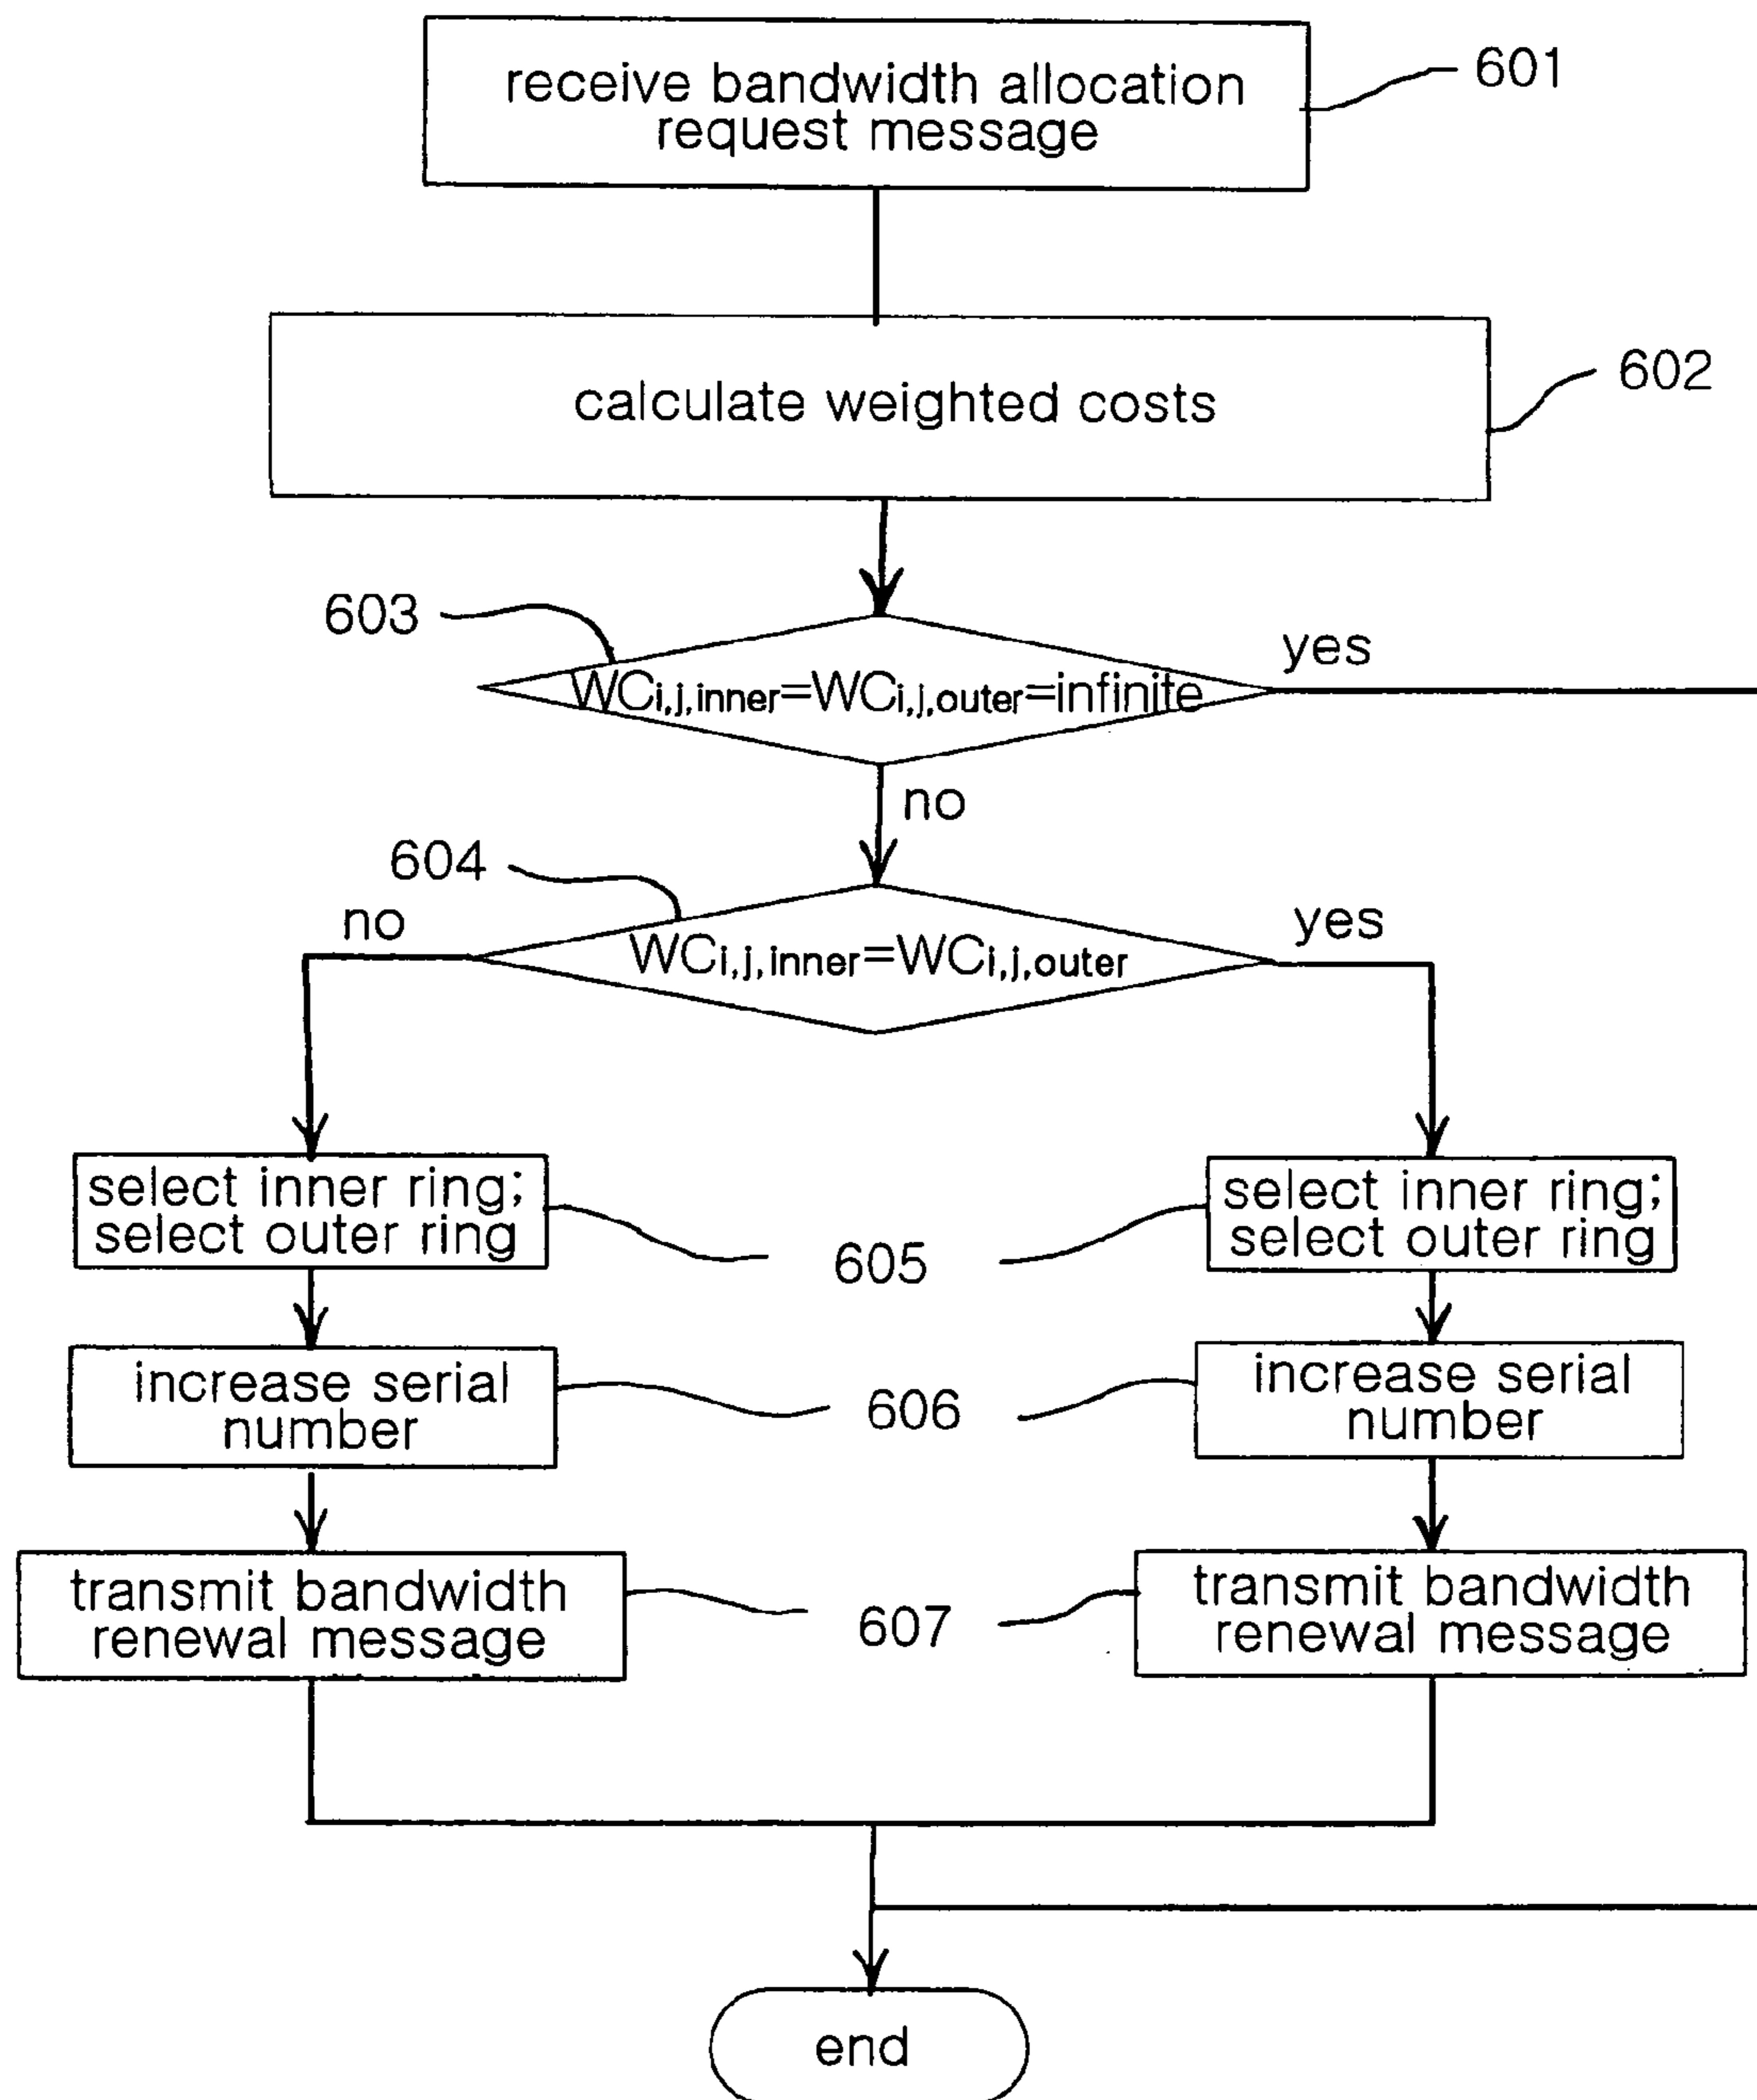 receive bandwidth allocation
request message
601
calculate weighted costs
602
603
WCi,j,inner=WCi,j,outer=infinite
yes
no
604
no
WCi,j,inner=WCi,j,outer
yes
select inner ring;
select outer ring
605
select inner ring;
select outer ring
increase serial
number
606
increase serial
number
transmit bandwidth
renewal message
607
transmit bandwidth
renewal message
end